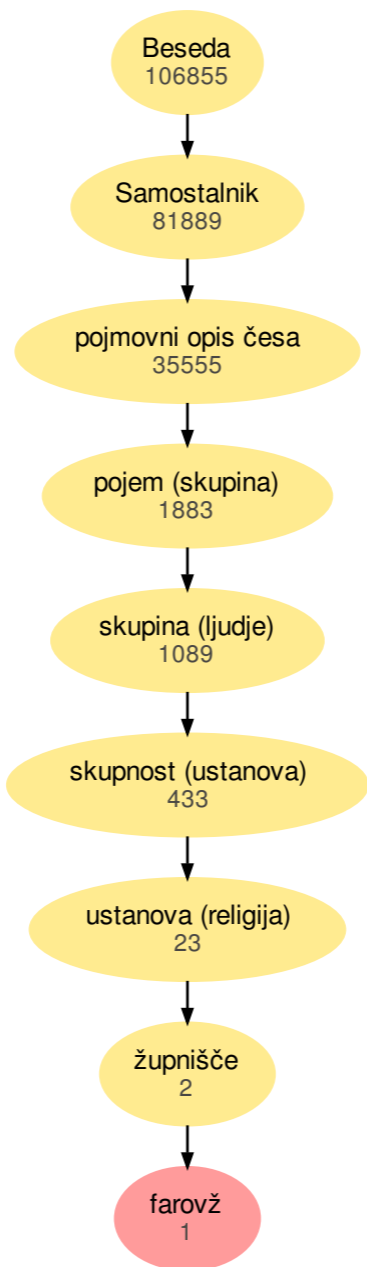 Beseda
106855
Samostalnik
81889
pojmovni opis česa
35555
pojem (skupina)
1883
skupina (ljudje)
1089
skupnost (ustanova)
433
ustanova (religija)
23
župnišče
2
farovž
1